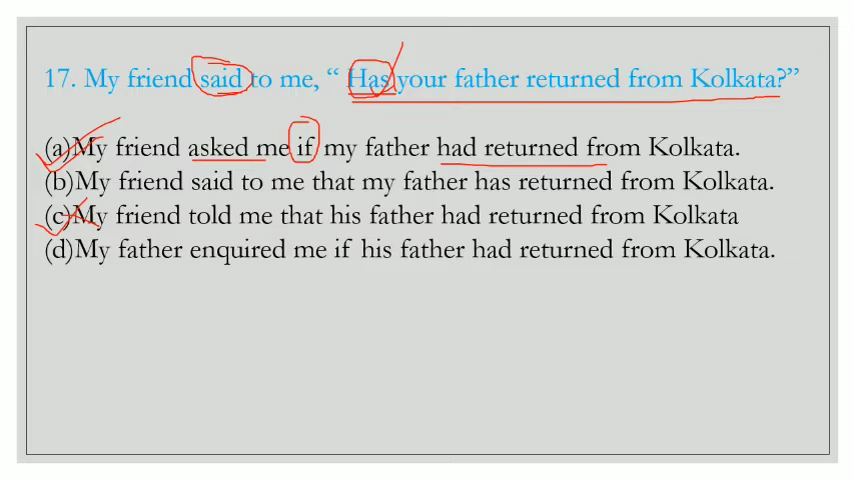 17. My friend said to me, “ Has your father returned from Kolkata?”
(a)My friend asked me if my father had returned from Kolkata.
(b)My friend said to me that my father has returned from Kolkata.
(c)My friend told me that his father had returned from Kolkata
(d)My father enquired me if his father had returned from Kolkata.